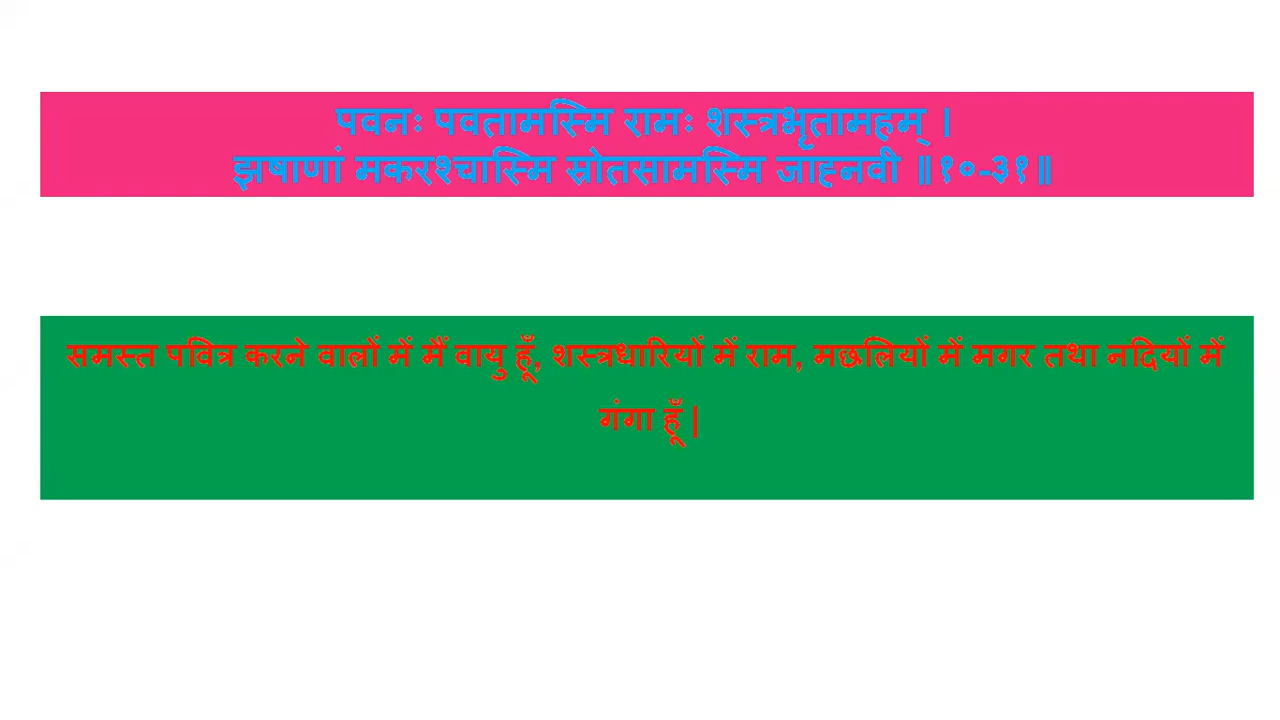 पवनः पवतामस्मि रामः शस्त्रभृतामहम् ।
झषाणां मकरश्चास्मि स्रोतसामस्मि जाह्नवी ॥१०-३१॥
समस्त पवित्र करने वालों में मैं वायु हूँ, शस्त्रधारियों में राम, मछलियों में मगर तथा नदियों में
गंगा हूँ |